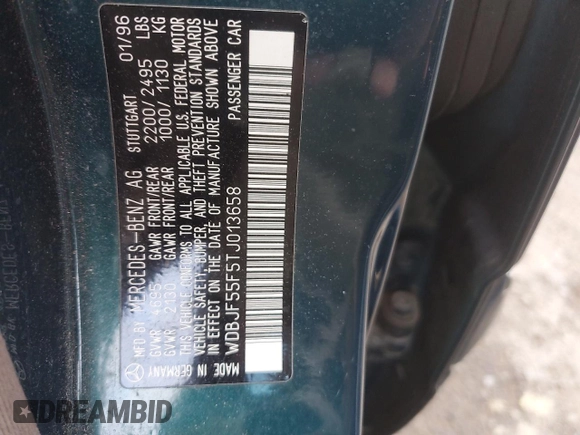 MFG BY MERCEDES-BENZ AG STUTTGART 01/96
GVWR 4695 GAWR FRONT/REAR 2200/2495 LBS
GVWR 2130 GAWR FRONT/REAR 1000/1130 KG
THIS VEHICLE CONFORMS TO ALL APPLICABLE U.S. FEDERAL MOTOR
VEHICLE SAFETY, BUMPER, AND THEFT PREVENTION STANDARDS
IN EFFECT ON THE DATE OF MANUFACTURE SHOWN ABOVE
WDBJF55F5TJ013658 PASSENGER CAR
MADE IN GERMANY
DREAMBID